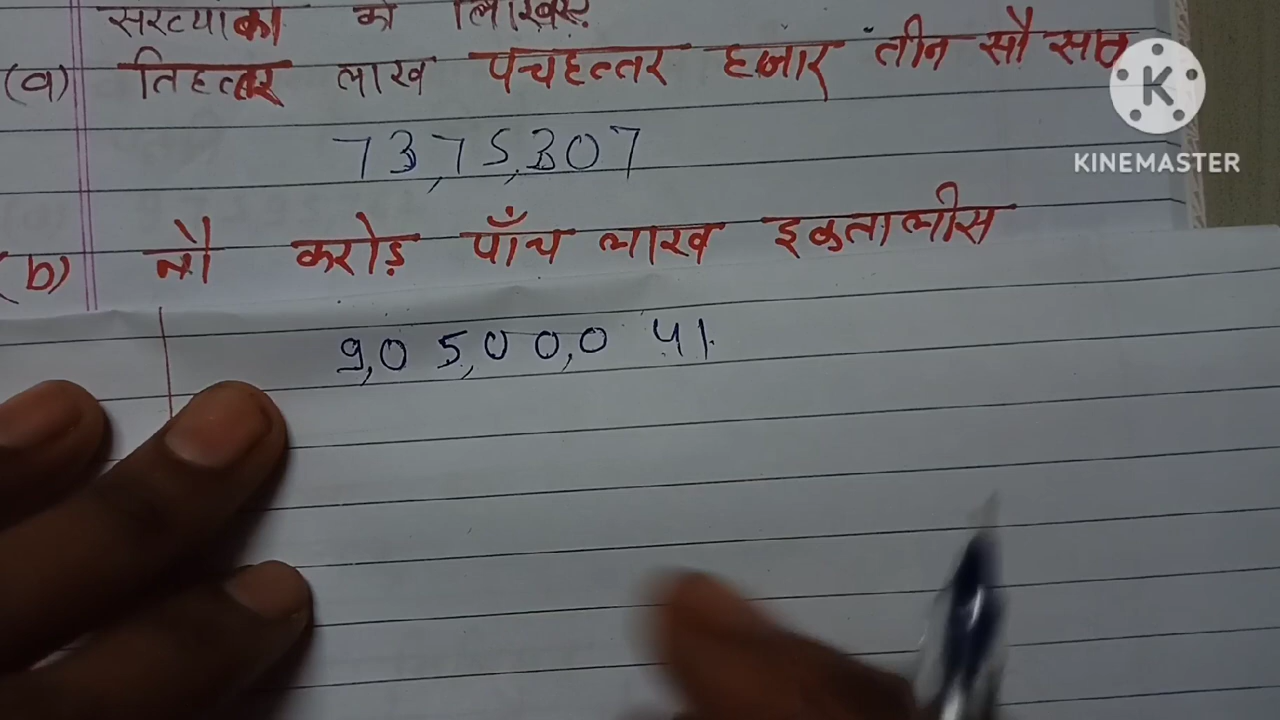 संख्याओं को लिखिए
(a) तिहत्तर लाख पचहत्तर हजार तीन सौ सात
73,75,307
(b) नौ करोड़ पाँच लाख इकतालीस
9,05,00,041
K
KINEMASTER